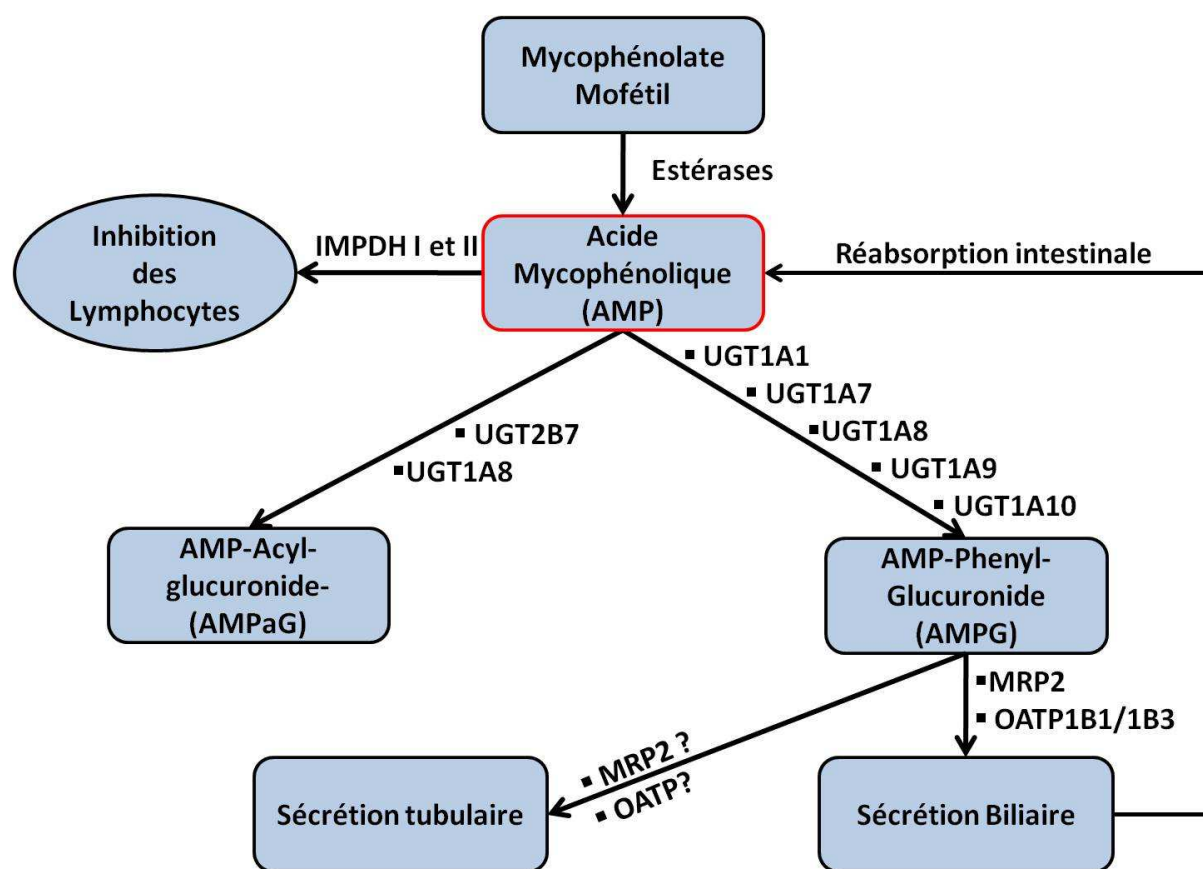 Mycophénolate
Mofétil
Estérases
Inhibition
des
Lymphocytes
IMPDH I et II
Acide
Mycophénolique
(AMP)
Réabsorption intestinale
▪ UGT1A1
▪ UGT1A7
▪UGT1A8
▪ UGT1A9
▪ UGT1A10
▪ UGT2B7
▪UGT1A8
AMP-Acyl-
glucuronide-
(AMPaG)
AMP-Phenyl-
Glucuronide
(AMPG)
▪MRP2
▪ OATP1B1/1B3
▪ MRP2 ?
▪ OATP?
Sécrétion tubulaire
Sécrétion Biliaire